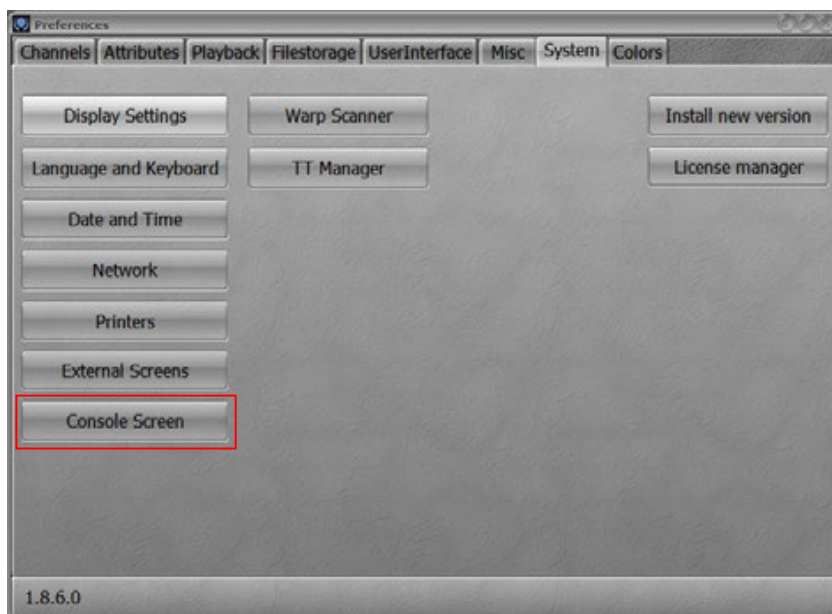 Preferences
Channels Attributes Playback Filestorage UserInterface Misc System Colors
Display Settings Warp Scanner Install new version
Language and Keyboard TT Manager License manager
Date and Time
Network
Printers
External Screens
Console Screen
1.8.6.0